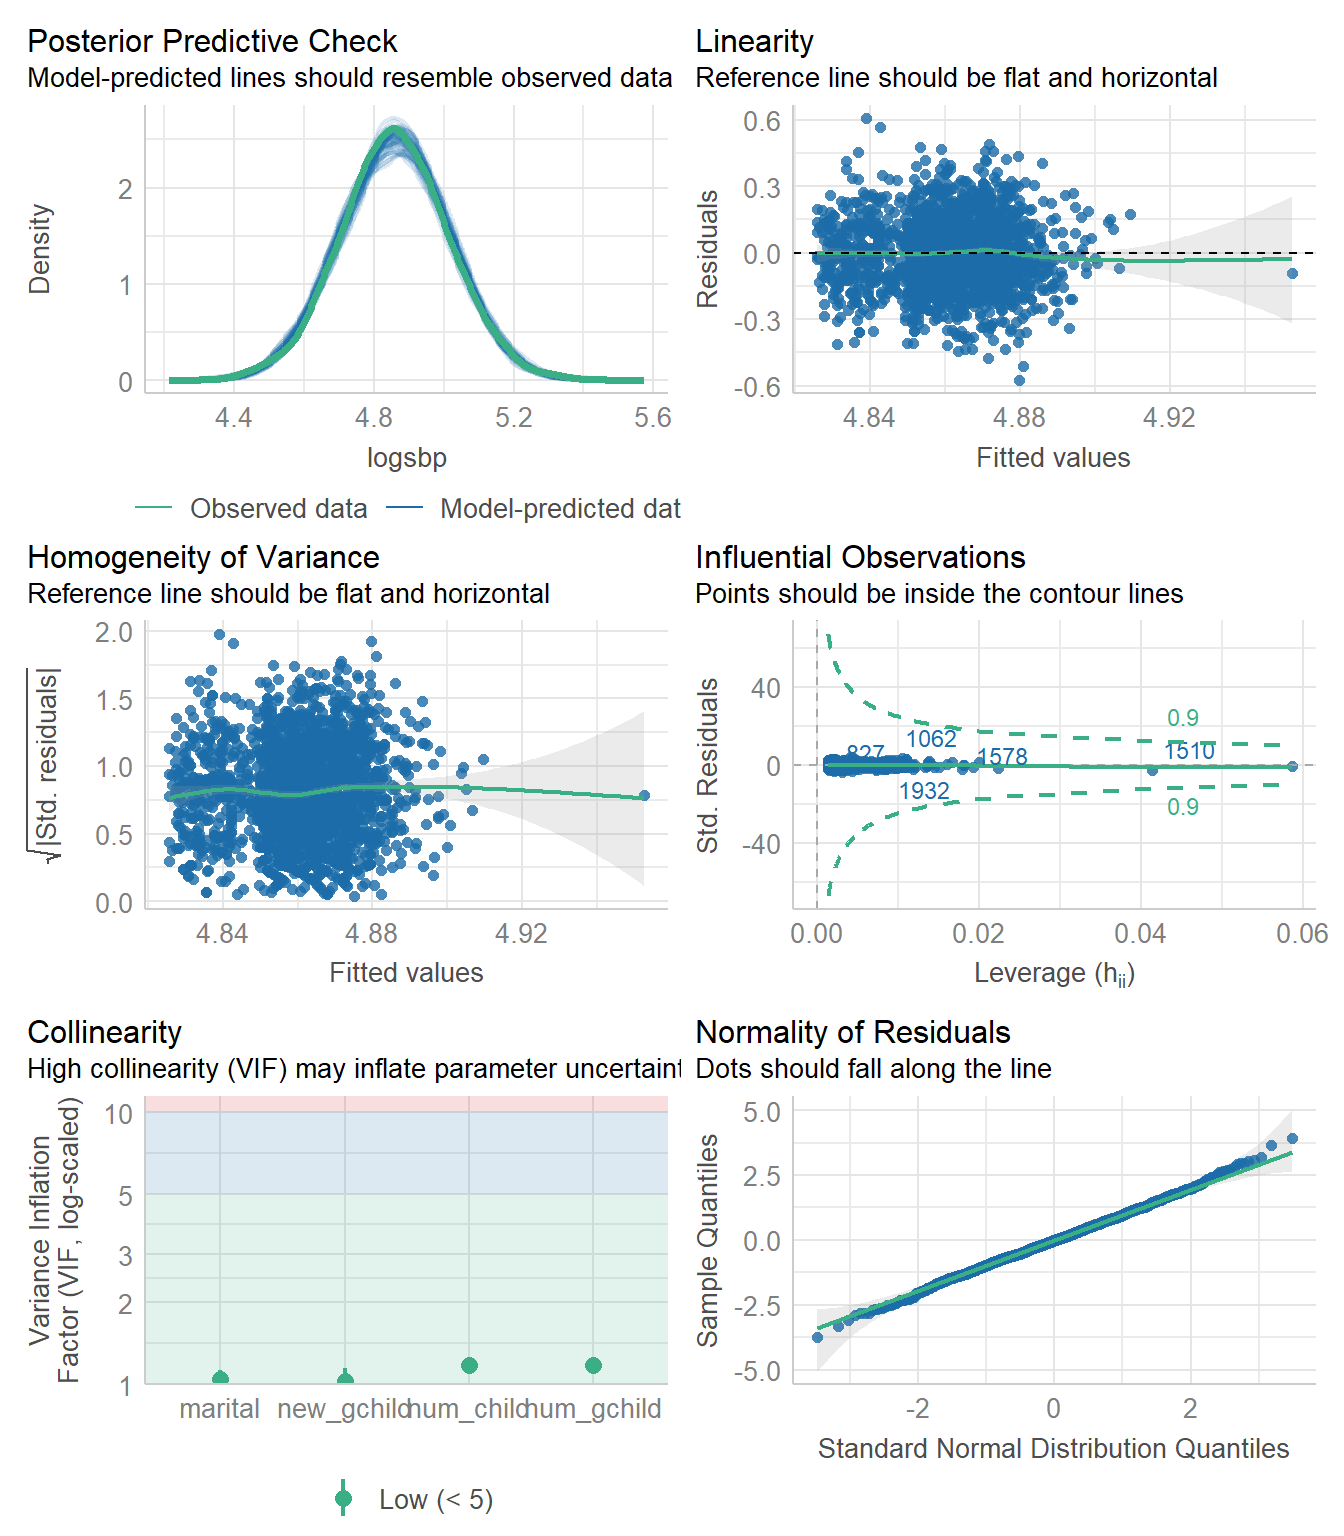 Posterior Predictive Check
Model-predicted lines should resemble observed data
Density
2
1
0
4.4 4.8 5.2 5.6
logsbp
Observed data Model-predicted dat
Linearity
Reference line should be flat and horizontal
Residuals
0.6
0.3
0.0
-0.3
-0.6
4.84 4.88 4.92
Fitted values
Homogeneity of Variance
Reference line should be flat and horizontal
√|Std. residuals|
2.0
1.5
1.0
0.5
0.0
4.84 4.88 4.92
Fitted values
Influential Observations
Points should be inside the contour lines
Std. Residuals
40
0
-40
0.9
827 1062 1578 1510
1932
0.9
0.00 0.02 0.04 0.06
Leverage (hii)
Collinearity
High collinearity (VIF) may inflate parameter uncertaint
Variance Inflation
Factor (VIF, log-scaled)
10
5
3
2
1
marital new_gchild num_child num_gchild
Low (< 5)
Normality of Residuals
Dots should fall along the line
Sample Quantiles
5.0
2.5
0.0
-2.5
-5.0
-2 0 2
Standard Normal Distribution Quantiles